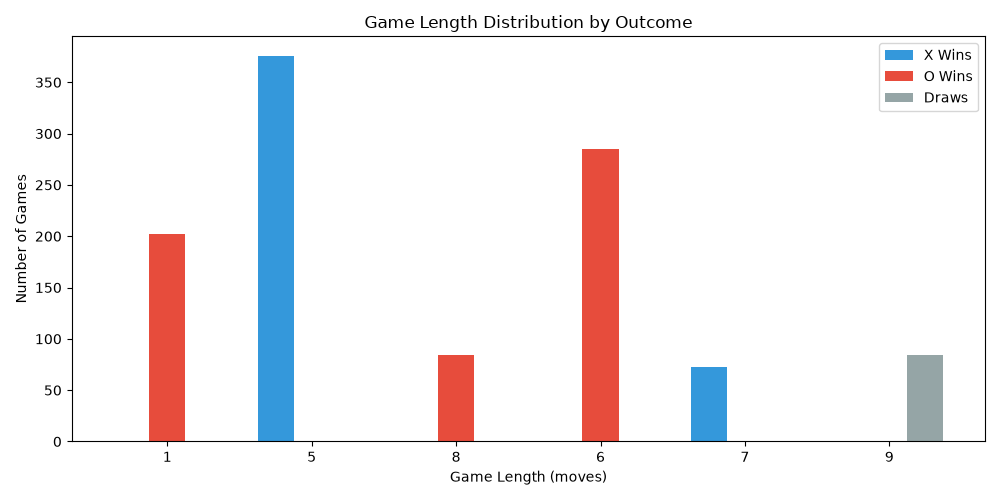 Game Length Distribution by Outcome
X Wins
O Wins
Draws
Number of Games
350
300
250
200
150
100
50
0
1 5 8 6 7 9
Game Length (moves)